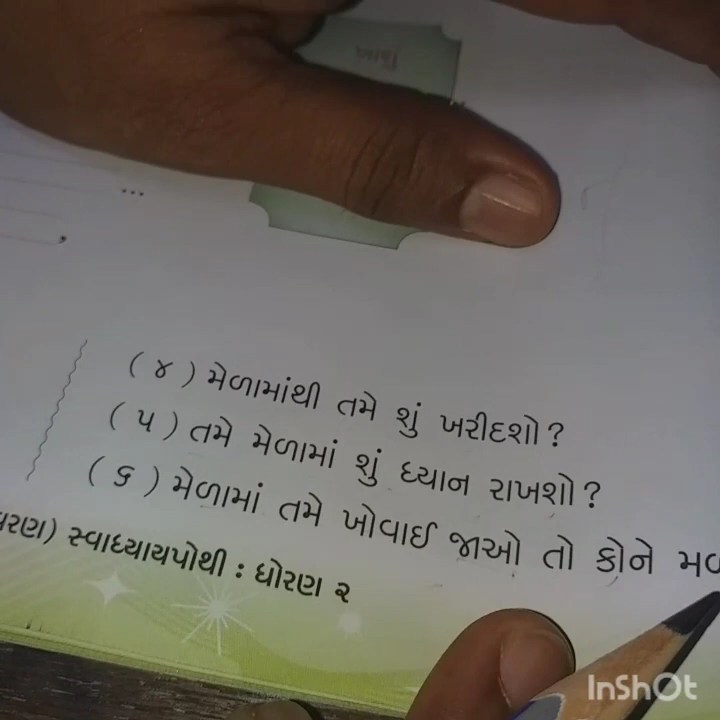 (૪) મેળામાંથી તમે શું ખરીદશો?
(૫) તમે મેળામાં શું ધ્યાન રાખશો?
(૬) મેળામાં તમે ખોવાઈ જાઓ તો કોને
સ્વાધ્યાયપોથી : ધોરણ ૨
InShOt